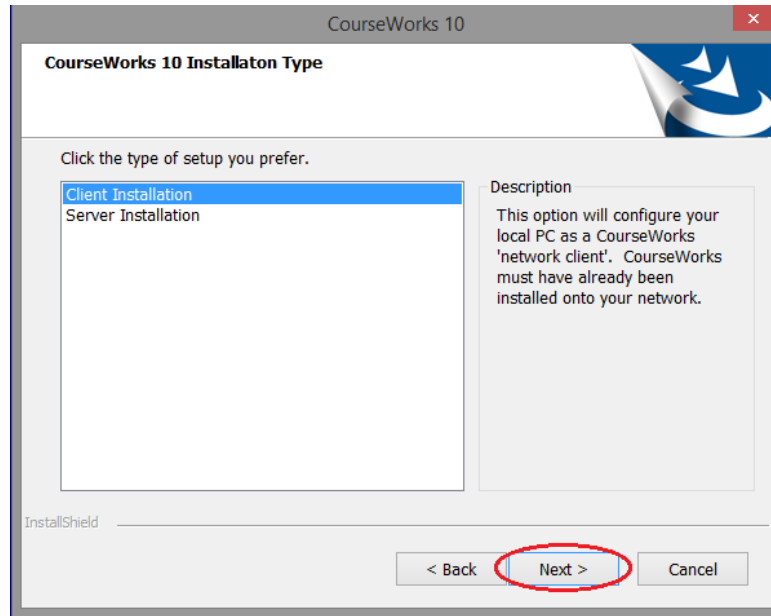 CourseWorks 10
CourseWorks 10 Installaton Type
Click the type of setup you prefer.
Client Installation
Server Installation
Description
This option will configure your
local PC as a CourseWorks
'network client'. CourseWorks
must have already been
installed onto your network.
InstallShield
< Back
Next >
Cancel